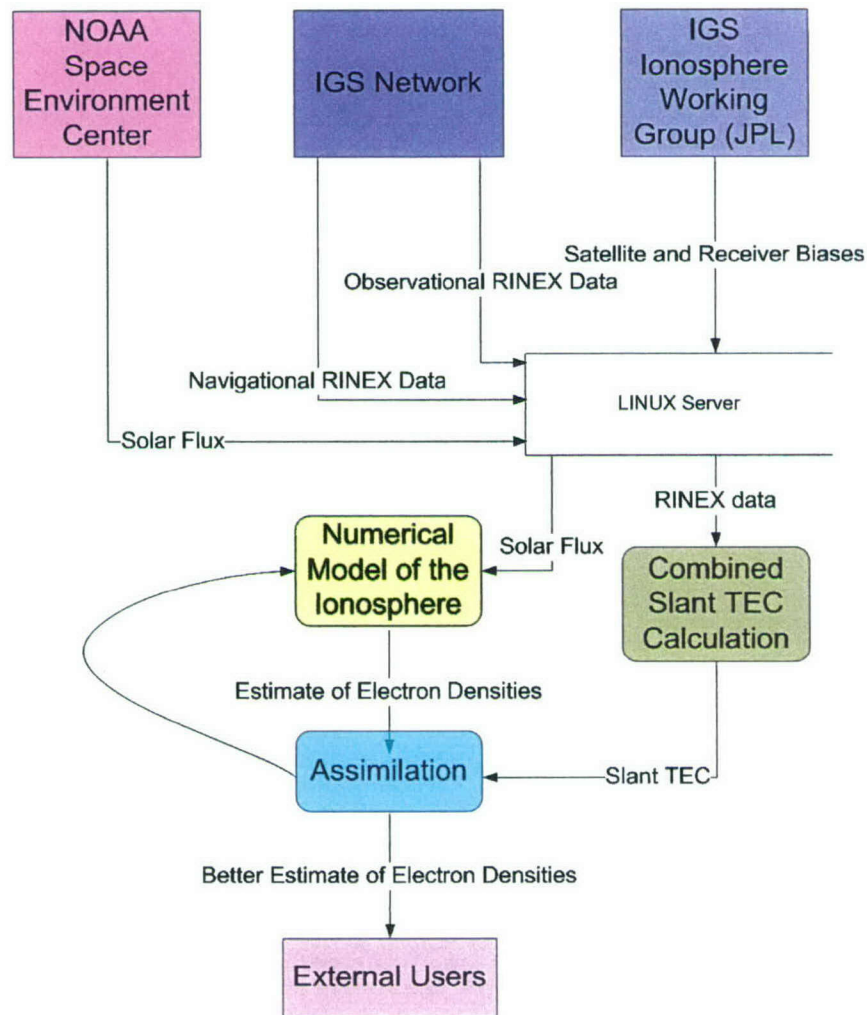 NOAA
Space
Environment
Center
IGS Network
IGS
Ionosphere
Working
Group (JPL)
Satellite and Receiver Biases
Observational RINEX Data
Navigational RINEX Data
LINUX Server
Solar Flux
RINEX data
Solar Flux
Numerical
Model of the
Ionosphere
Combined
Slant TEC
Calculation
Estimate of Electron Densities
Assimilation
Slant TEC
Better Estimate of Electron Densities
External Users